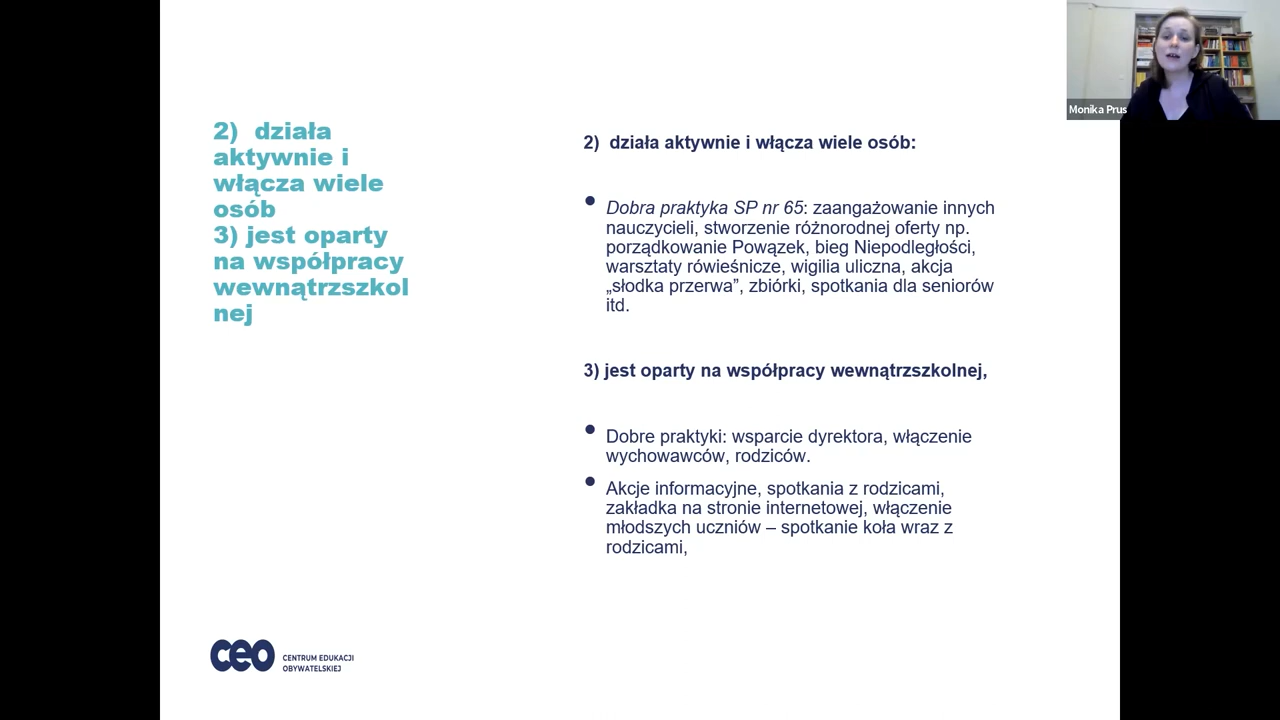 2) działa
aktywnie i
włącza wiele
osób
3) jest oparty
na współpracy
wewnątrzszkol
nej
2) działa aktywnie i włącza wiele osób:
• Dobra praktyka SP nr 65: zaangażowanie innych
nauczycieli, stworzenie różnorodnej oferty np.
porządkowanie Powązek, bieg Niepodległości,
warsztaty rówieśnicze, wigilia uliczna, akcja
„słodka przerwa”, zbiórki, spotkania dla seniorów
itd.
3) jest oparty na współpracy wewnątrzszkolnej,
• Dobre praktyki: wsparcie dyrektora, włączenie
wychowawców, rodziców.
• Akcje informacyjne, spotkania z rodzicami,
zakładka na stronie internetowej, włączenie
młodszych uczniów – spotkanie koła wraz z
rodzicami,
ceo CENTRUM EDUKACJI
OBYWATELSKIEJ
Monika Prus